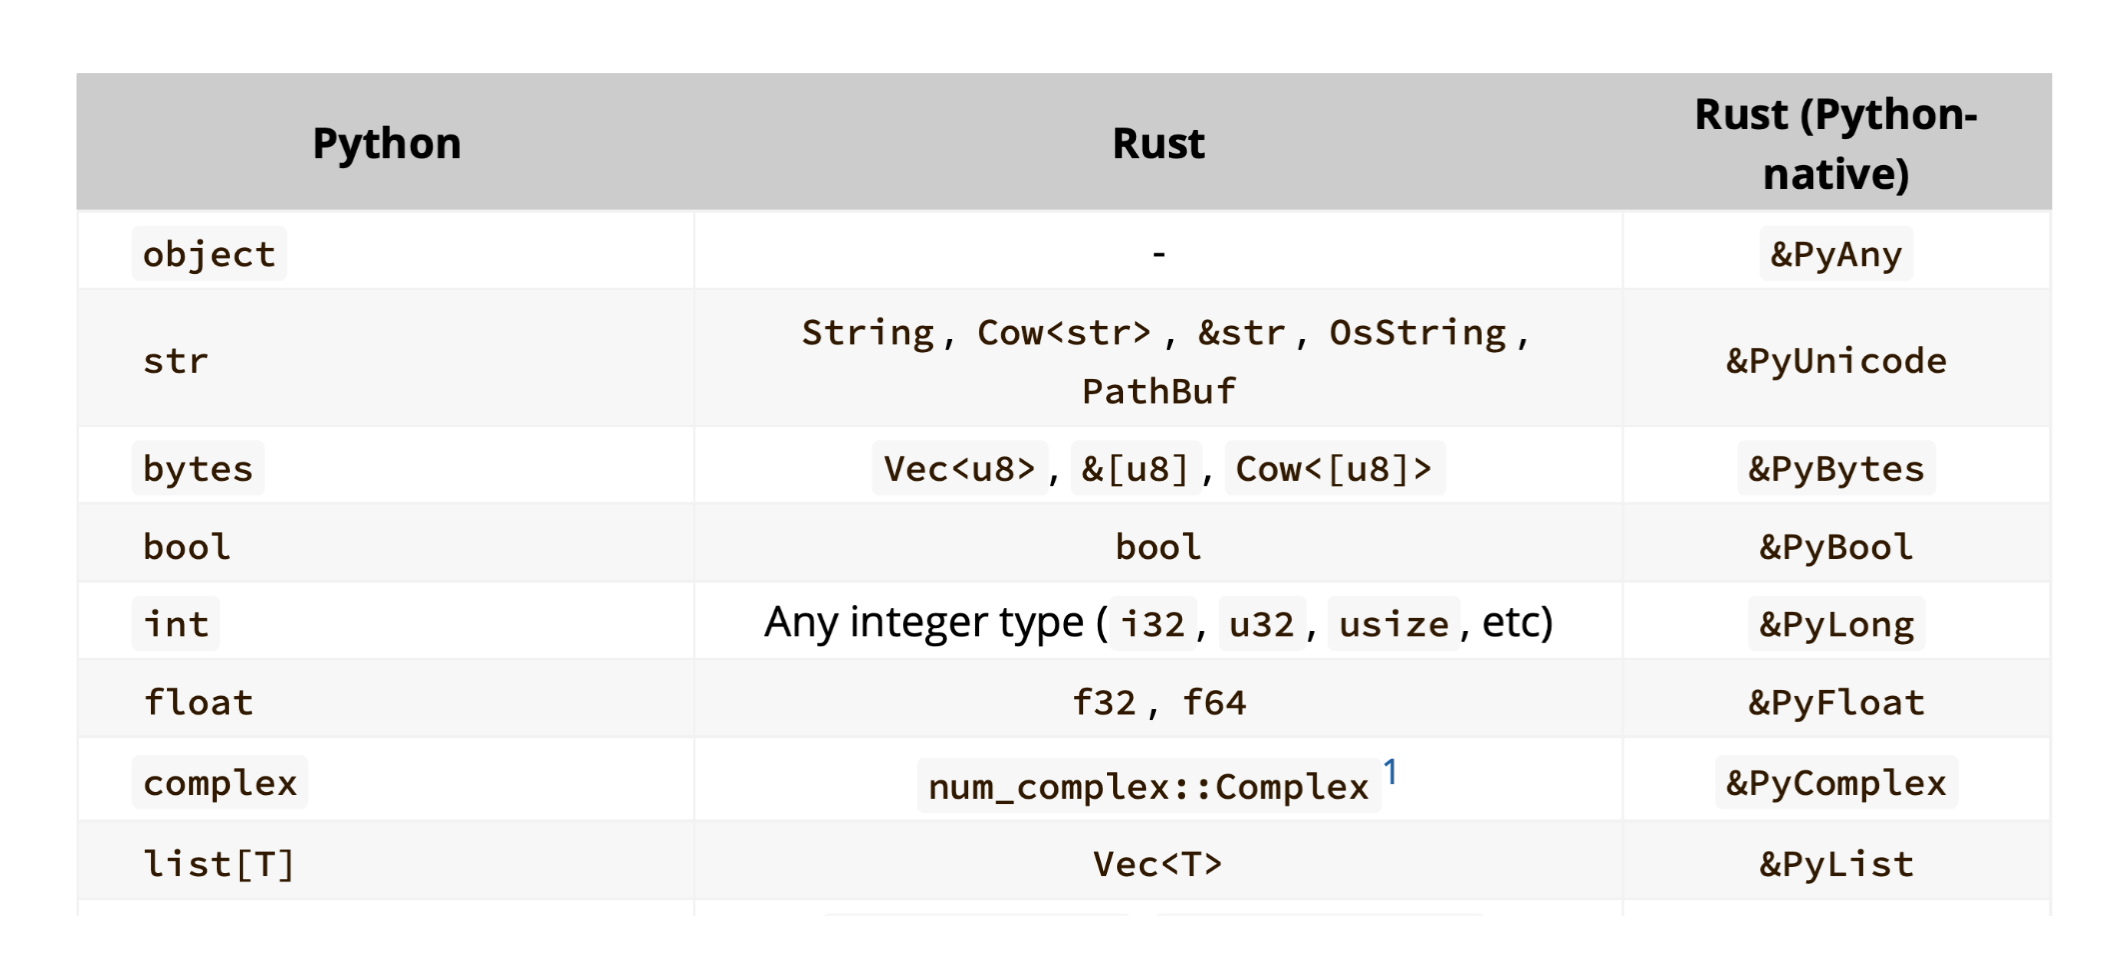 Python Rust Rust (Python-
native)
object - &PyAny
String, Cow<str>, &str, OsString,
str &PyUnicode
PathBuf
bytes Vec<u8>, &[u8], Cow<[u8]> &PyBytes
bool bool &PyBool
int Any integer type (i32, u32, usize, etc) &PyLong
float f32, f64 &PyFloat
complex num_complex::Complex1 &PyComplex
list[T] Vec<T> &PyList